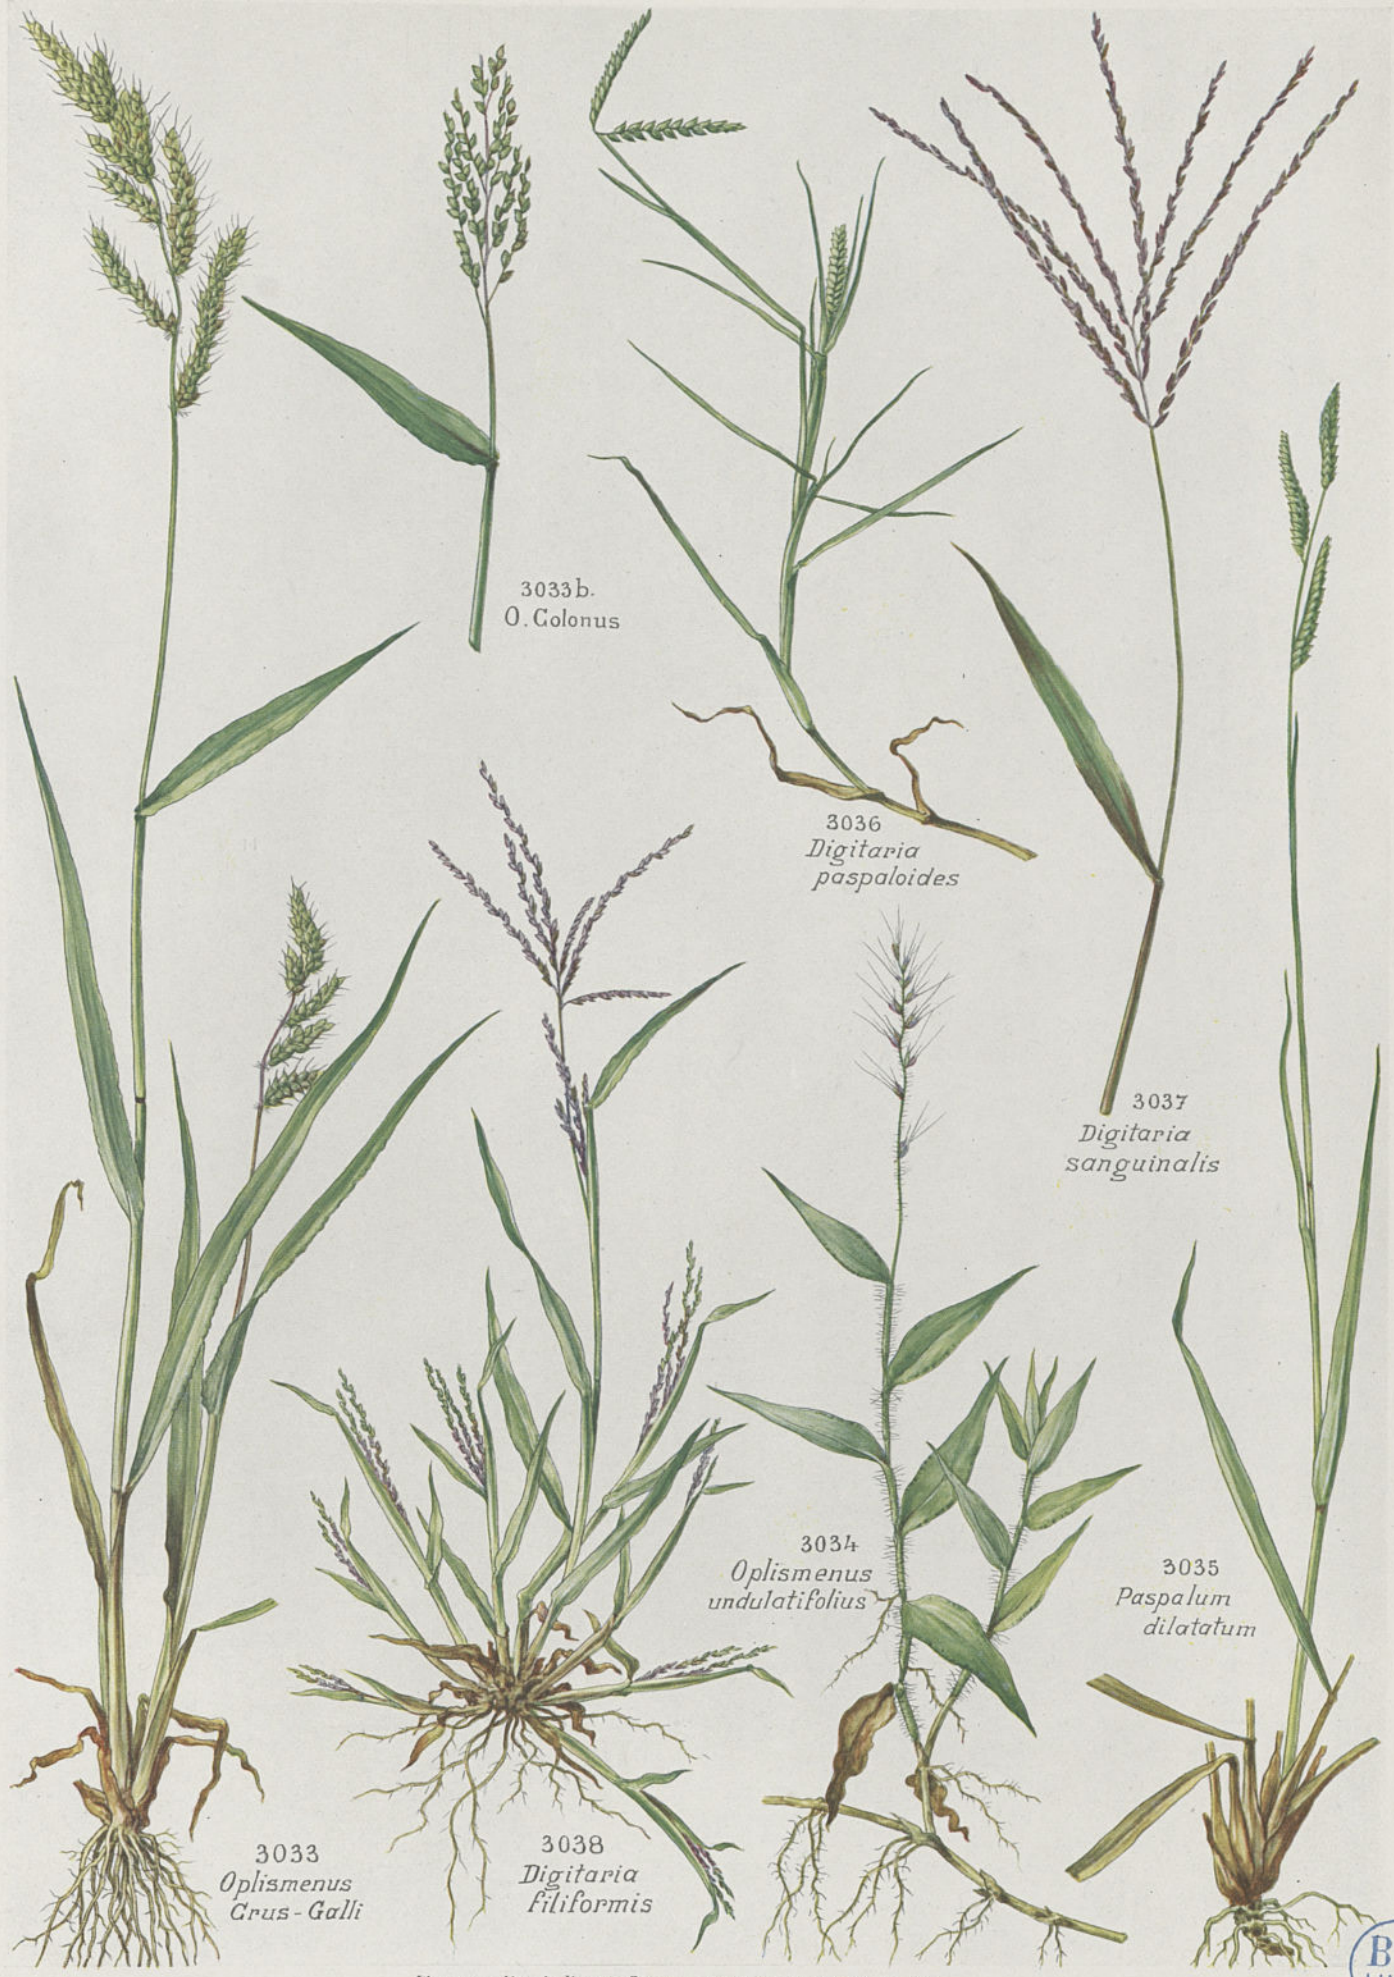 3033b.
O. Colonus
3036
Digitaria
paspaloides
3037
Digitaria
sanguinalis
3034
Oplismenus
undulatifolius
3035
Paspalum
dilatatum
3033
Oplismenus
Crus-Galli
3038
Digitaria
filiformis
B